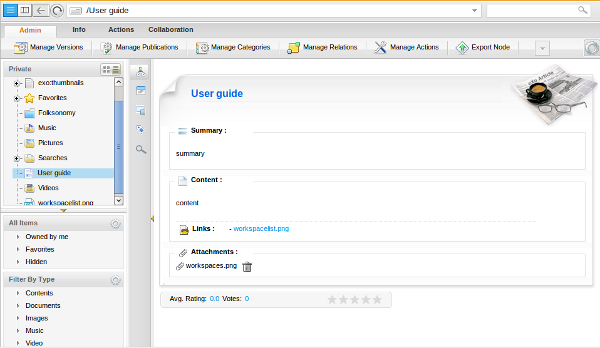 /User guide
Admin Info Actions Collaboration
Manage Versions Manage Publications Manage Categories Manage Relations Manage Actions Export Node
Private
exo:thumbnails
Favorites
Folksonomy
Music
Pictures
Searches
User guide
Videos
workspacelist.png
All Items
Owned by me
Favorites
Hidden
Filter By Type
Contents
Documents
Images
Music
Video
User guide
Article
Summary :
summary
Content :
content
Links : - workspacelist.png
Attachments :
workspaces.png
Avg. Rating: 0.0 Votes: 0